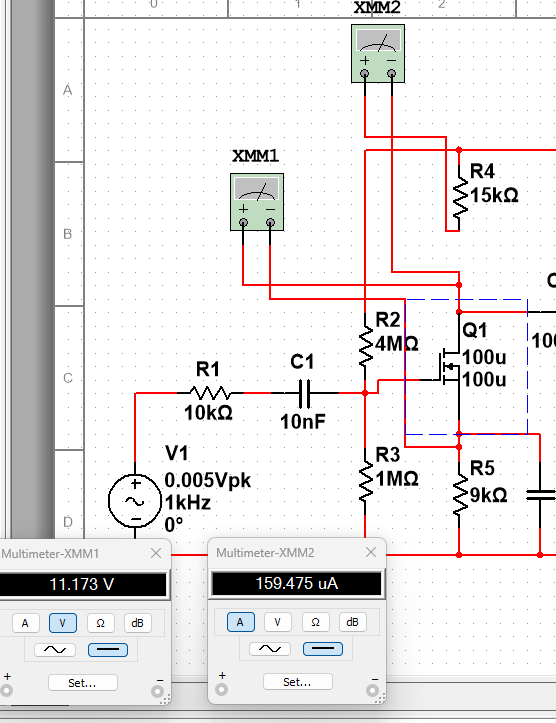 0
1
2
XMM2
A
+ −
R4
15kΩ
XMM1
+ −
B
R2
4MΩ
Q1
100u
100u
C
R1
10kΩ
C1
10nF
V1
0.005Vpk
1kHz
0°
R3
1MΩ
R5
9kΩ
D
Multimeter-XMM1
11.173 V
A V Ω dB
Set...
+ −
Multimeter-XMM2
159.475 uA
A V Ω dB
Set...
+ −